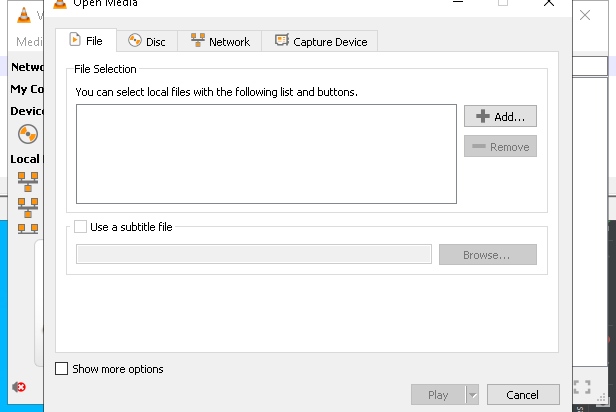 Open Media
Medi
File
Disc
Network
Capture Device
Netwo
My Co
Device
Local
File Selection
You can select local files with the following list and buttons.
Add...
Remove
Use a subtitle file
Browse...
Show more options
Play
Cancel